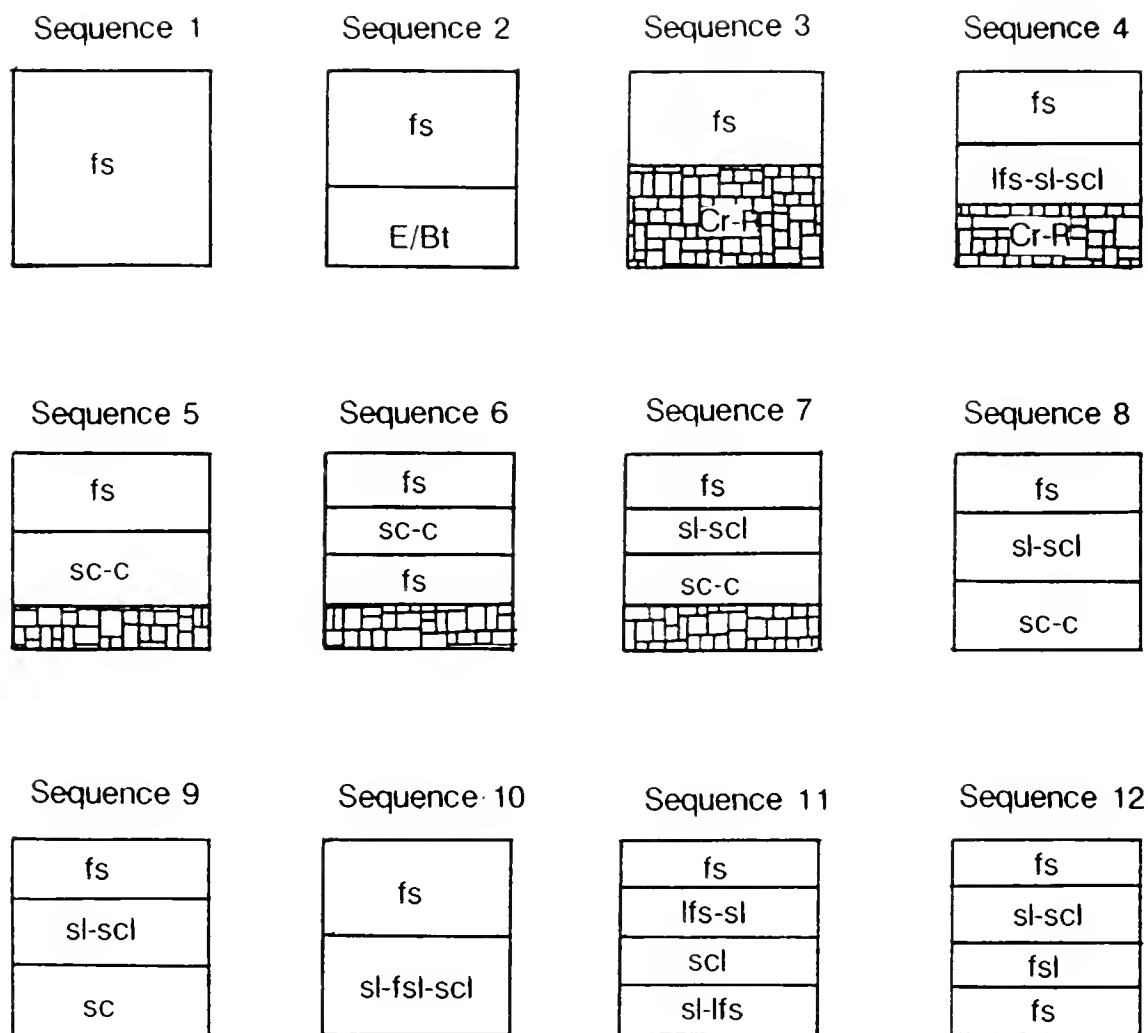 Sequence 1
Sequence 2
Sequence 3
Sequence 4
fs
fs
E/Bt
fs
Cr-R
fs
lfs-sl-scl
Cr-R
Sequence 5
Sequence 6
Sequence 7
Sequence 8
fs
sc-c
fs
sc-c
fs
fs
sl-scl
sc-c
fs
sl-scl
sc-c
Sequence 9
Sequence 10
Sequence 11
Sequence 12
fs
sl-scl
sc
fs
sl-fsl-scl
fs
lfs-sl
scl
sl-lfs
fs
sl-scl
fsl
fs